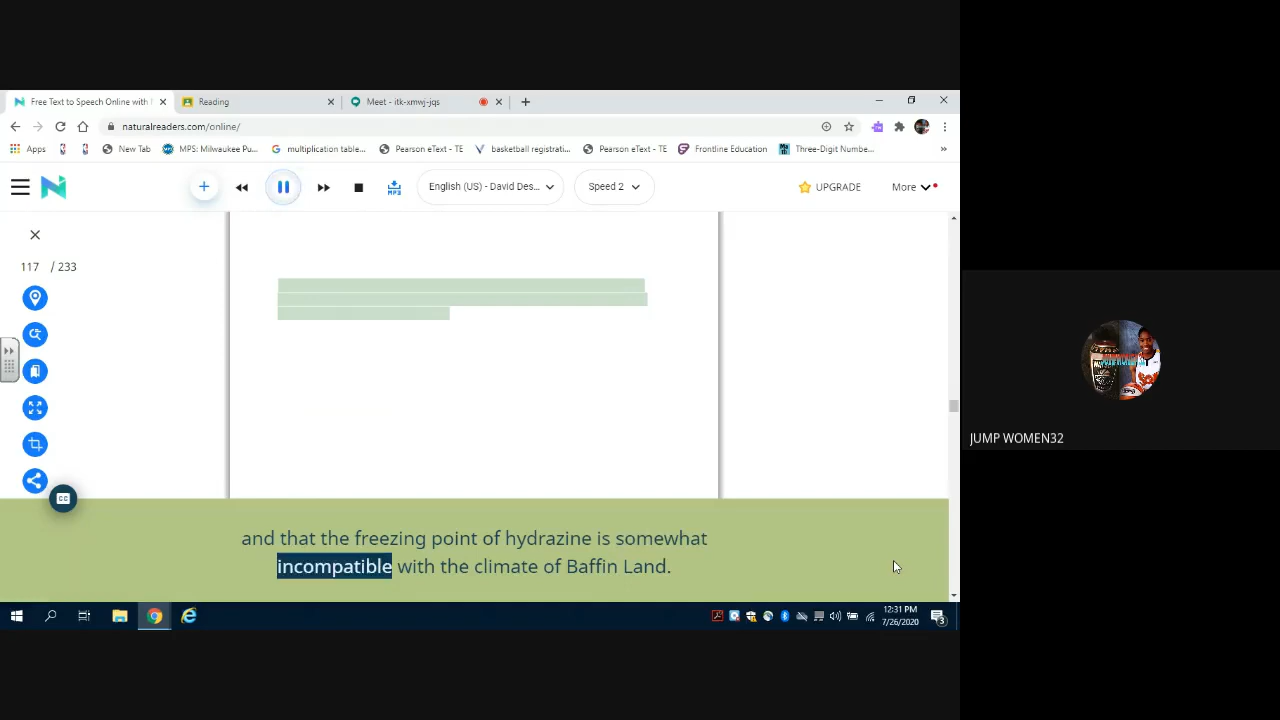 Free Text to Speech Online with
Reading
Meet - itk-xmwj-jqs
naturalreaders.com/online/
Apps
New Tab
MPS: Milwaukee Pu...
multiplication table...
Pearson eText - TE
basketball registrati...
Pearson eText - TE
Frontline Education
Three-Digit Numbe...
»
MP3
English (US) - David Des...
Speed 2
UPGRADE
More
117 / 233
CC
and that the freezing point of hydrazine is somewhat
incompatible with the climate of Baffin Land.
JUMP WOMEN32
12:31 PM
7/26/2020
3